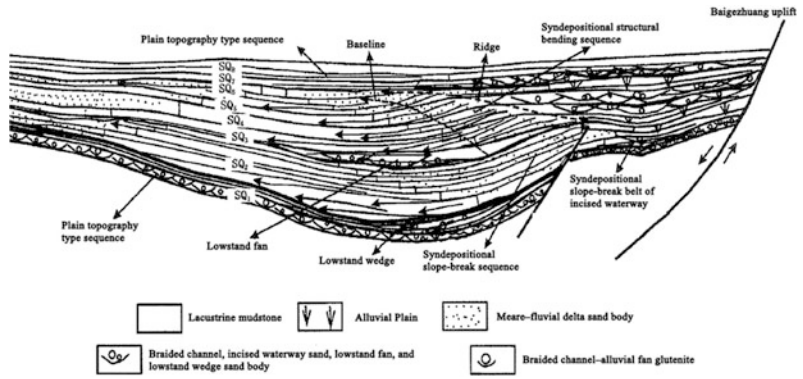 Baigezhuang uplift
Syndepositional structural
bending sequence
Plain topography type sequence
Baseline
Ridge
SQ₈
SQ₇
SQ₆
SQ₅
SQ₄
SQ₃
SQ₂
SQ₁
Plain topography
type sequence
Lowstand fan
Lowstand wedge
Syndepositional
slope-break sequence
Syndepositional
slope-break belt of
incised waterway
Lacustrine mudstone
Alluvial Plain
Meare–fluvial delta sand body
Braided channel, incised waterway sand, lowstand fan, and
lowstand wedge sand body
Braided channel–alluvial fan glutenite